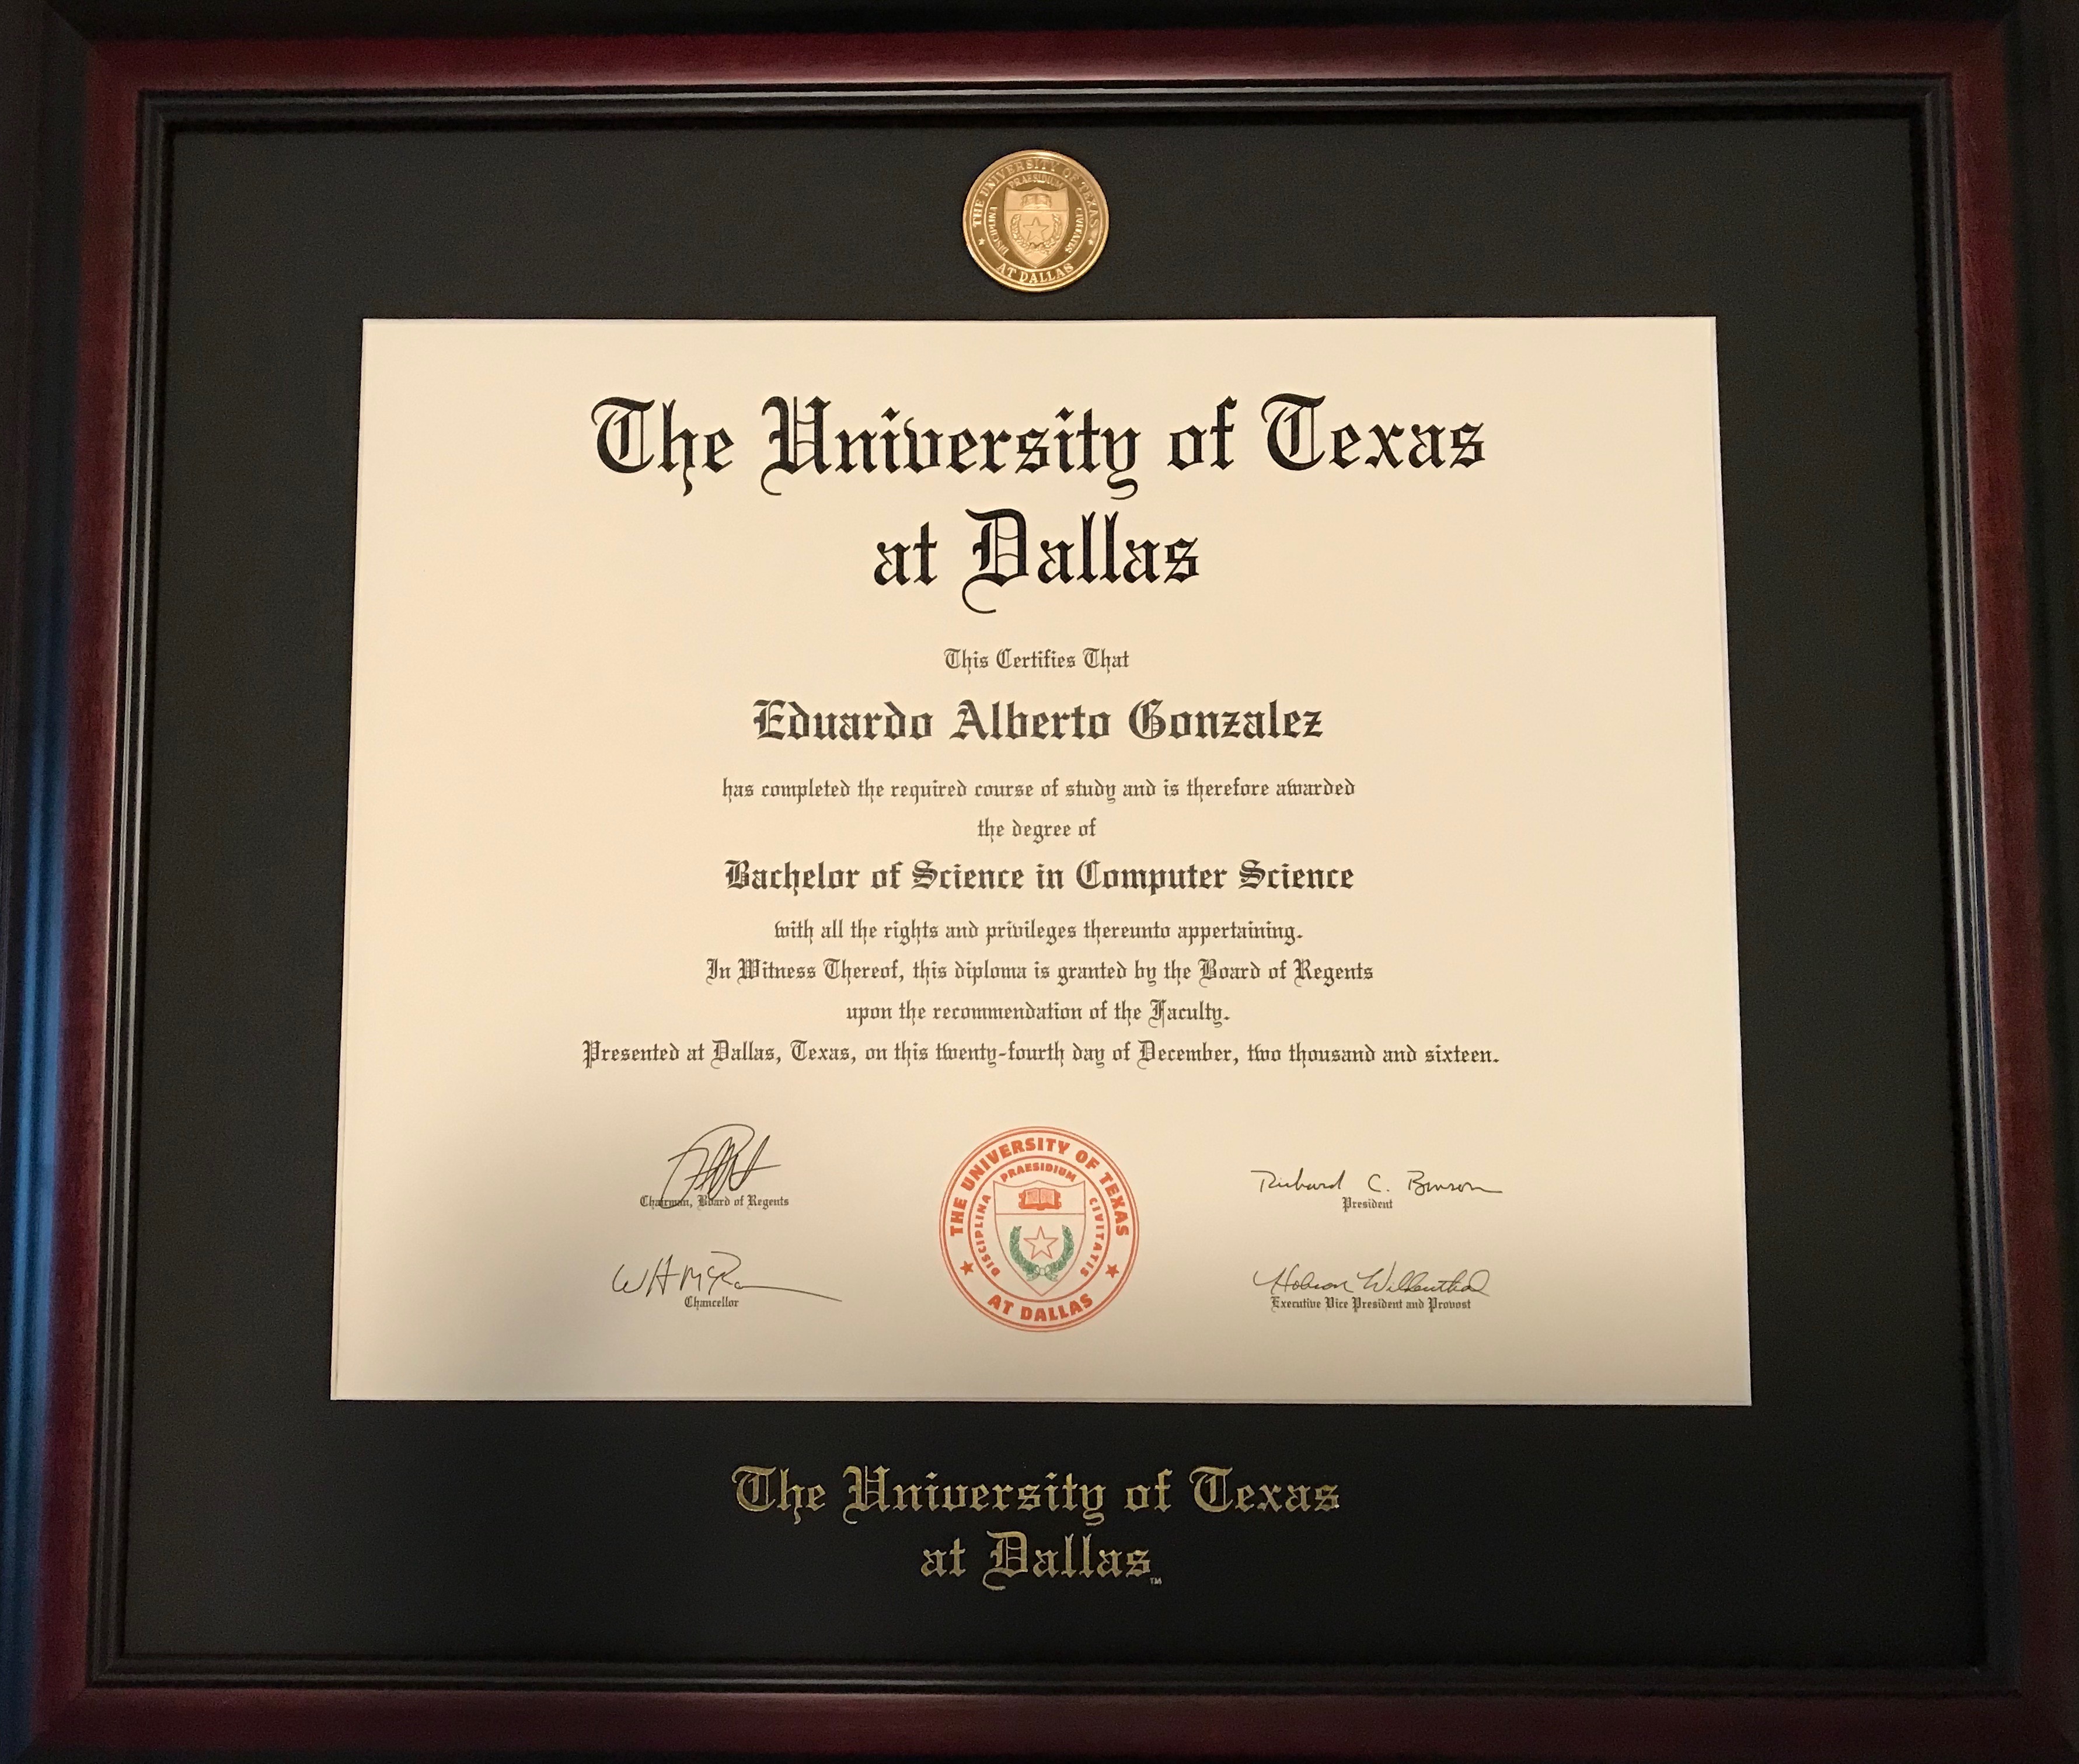 THE UNIVERSITY OF TEXAS
PRAESIDIUM
DISCIPLINA
CIVITATIS
AT DALLAS
The University of Texas
at Dallas
This Certifies That
Eduardo Alberto Gonzalez
has completed the required course of study and is therefore awarded
the degree of
Bachelor of Science in Computer Science
with all the rights and privileges thereunto appertaining.
In Witness Thereof, this diploma is granted by the Board of Regents
upon the recommendation of the Faculty.
Presented at Dallas, Texas, on this twenty-fourth day of December, two thousand and sixteen.
Chairman, Board of Regents
Richard C. Benson
President
THE UNIVERSITY OF TEXAS
PRAESIDIUM
DISCIPLINA
CIVITATIS
AT DALLAS
WH McRa
Chancellor
Hobson Wildenthal
Executive Vice President and Provost
The University of Texas
at Dallas™